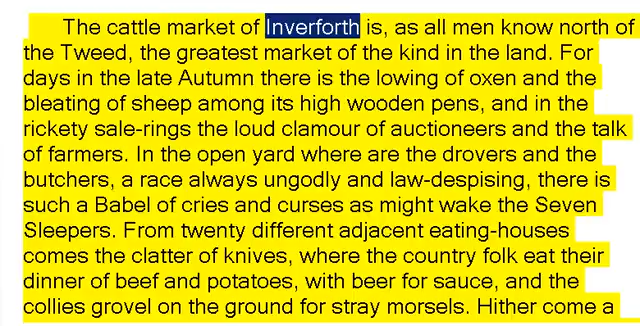 The cattle market of Inverforth is, as all men know north of
the Tweed, the greatest market of the kind in the land. For
days in the late Autumn there is the lowing of oxen and the
bleating of sheep among its high wooden pens, and in the
rickety sale-rings the loud clamour of auctioneers and the talk
of farmers. In the open yard where are the drovers and the
butchers, a race always ungodly and law-despising, there is
such a Babel of cries and curses as might wake the Seven
Sleepers. From twenty different adjacent eating-houses
comes the clatter of knives, where the country folk eat their
dinner of beef and potatoes, with beer for sauce, and the
collies grovel on the ground for stray morsels. Hither come a